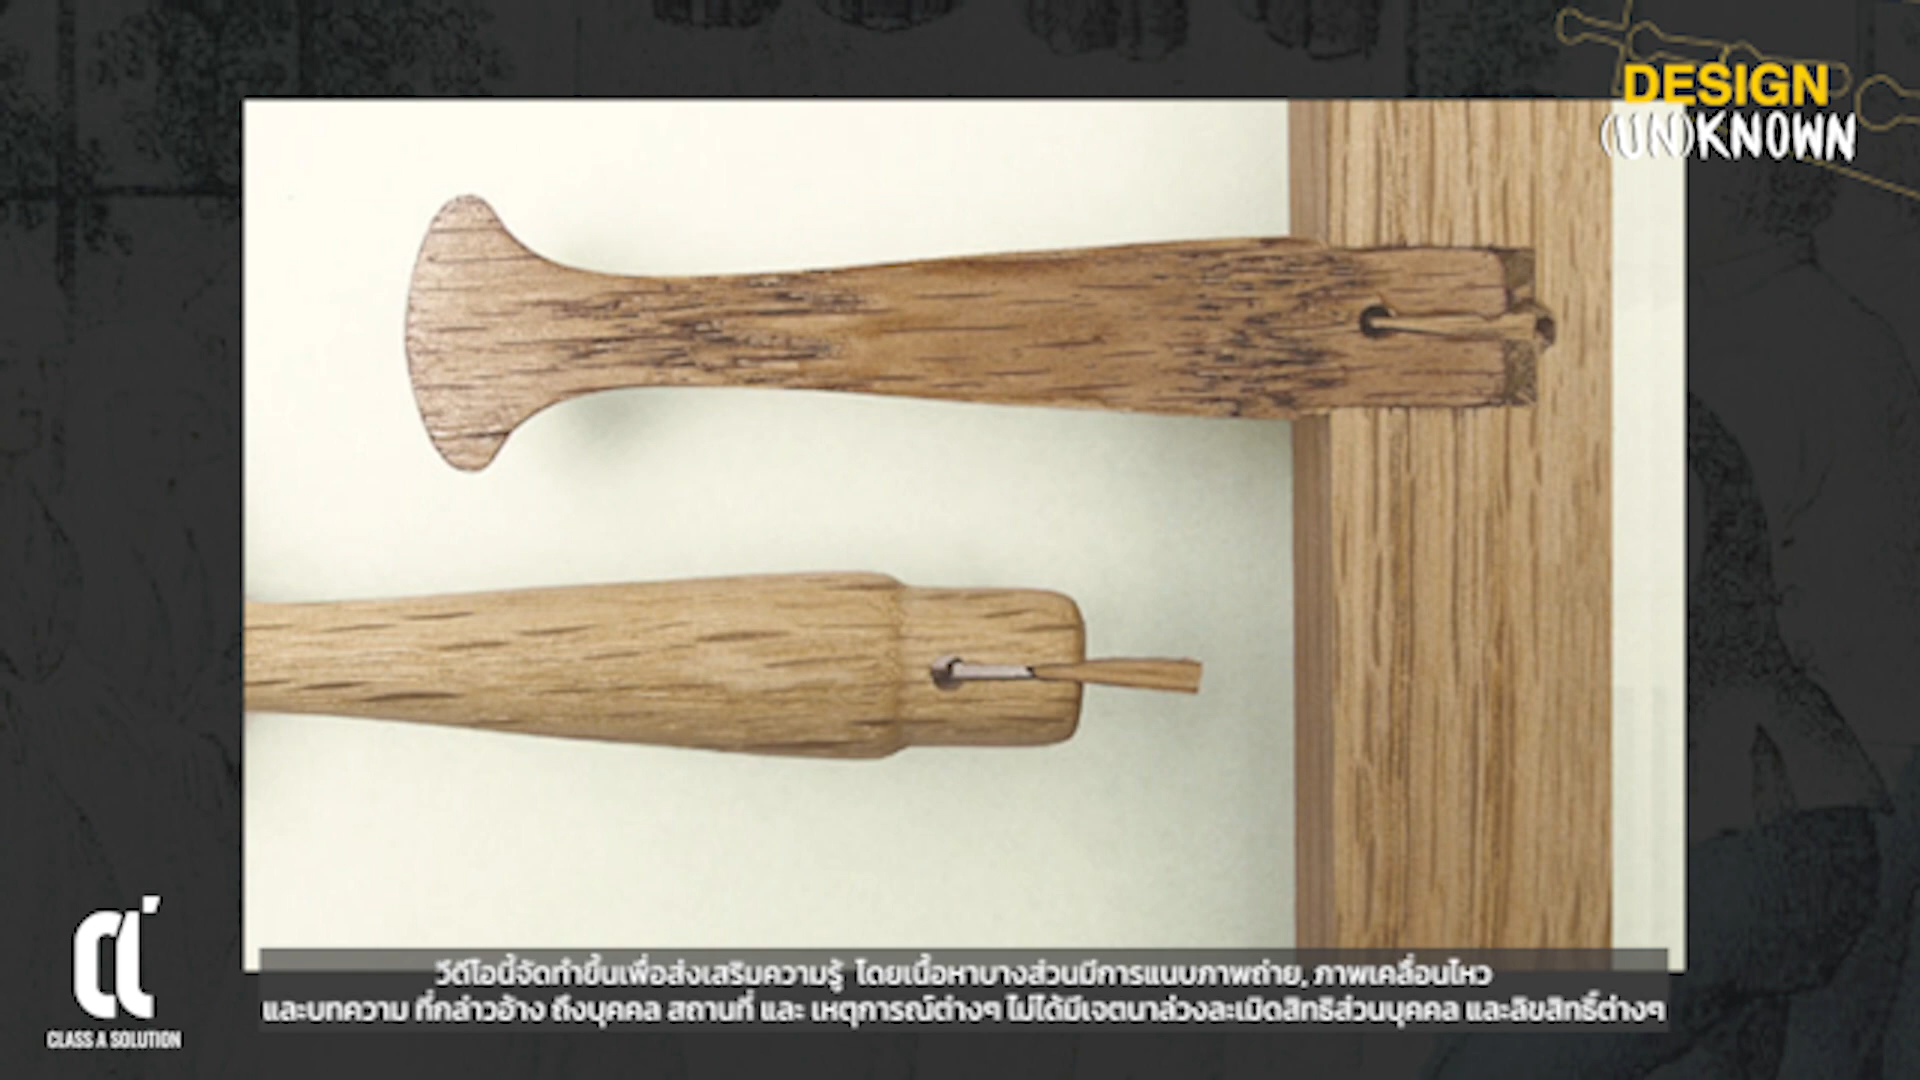 DESIGN
(UN)KNOWN
วีดีโอนี้จัดทำขึ้นเพื่อส่งเสริมความรู้ โดยเนื้อหาบางส่วนมีการแนบภาพถ่าย, ภาพเคลื่อนไหว
และบทความ ที่กล่าวอ้าง ถึงบุคคล สถานที่ และ เหตุการณ์ต่างๆ ไม่ได้มีเจตนาล่วงละเมิดสิทธิส่วนบุคคล และลิขสิทธิ์ต่างๆ
CLASS A SOLUTION